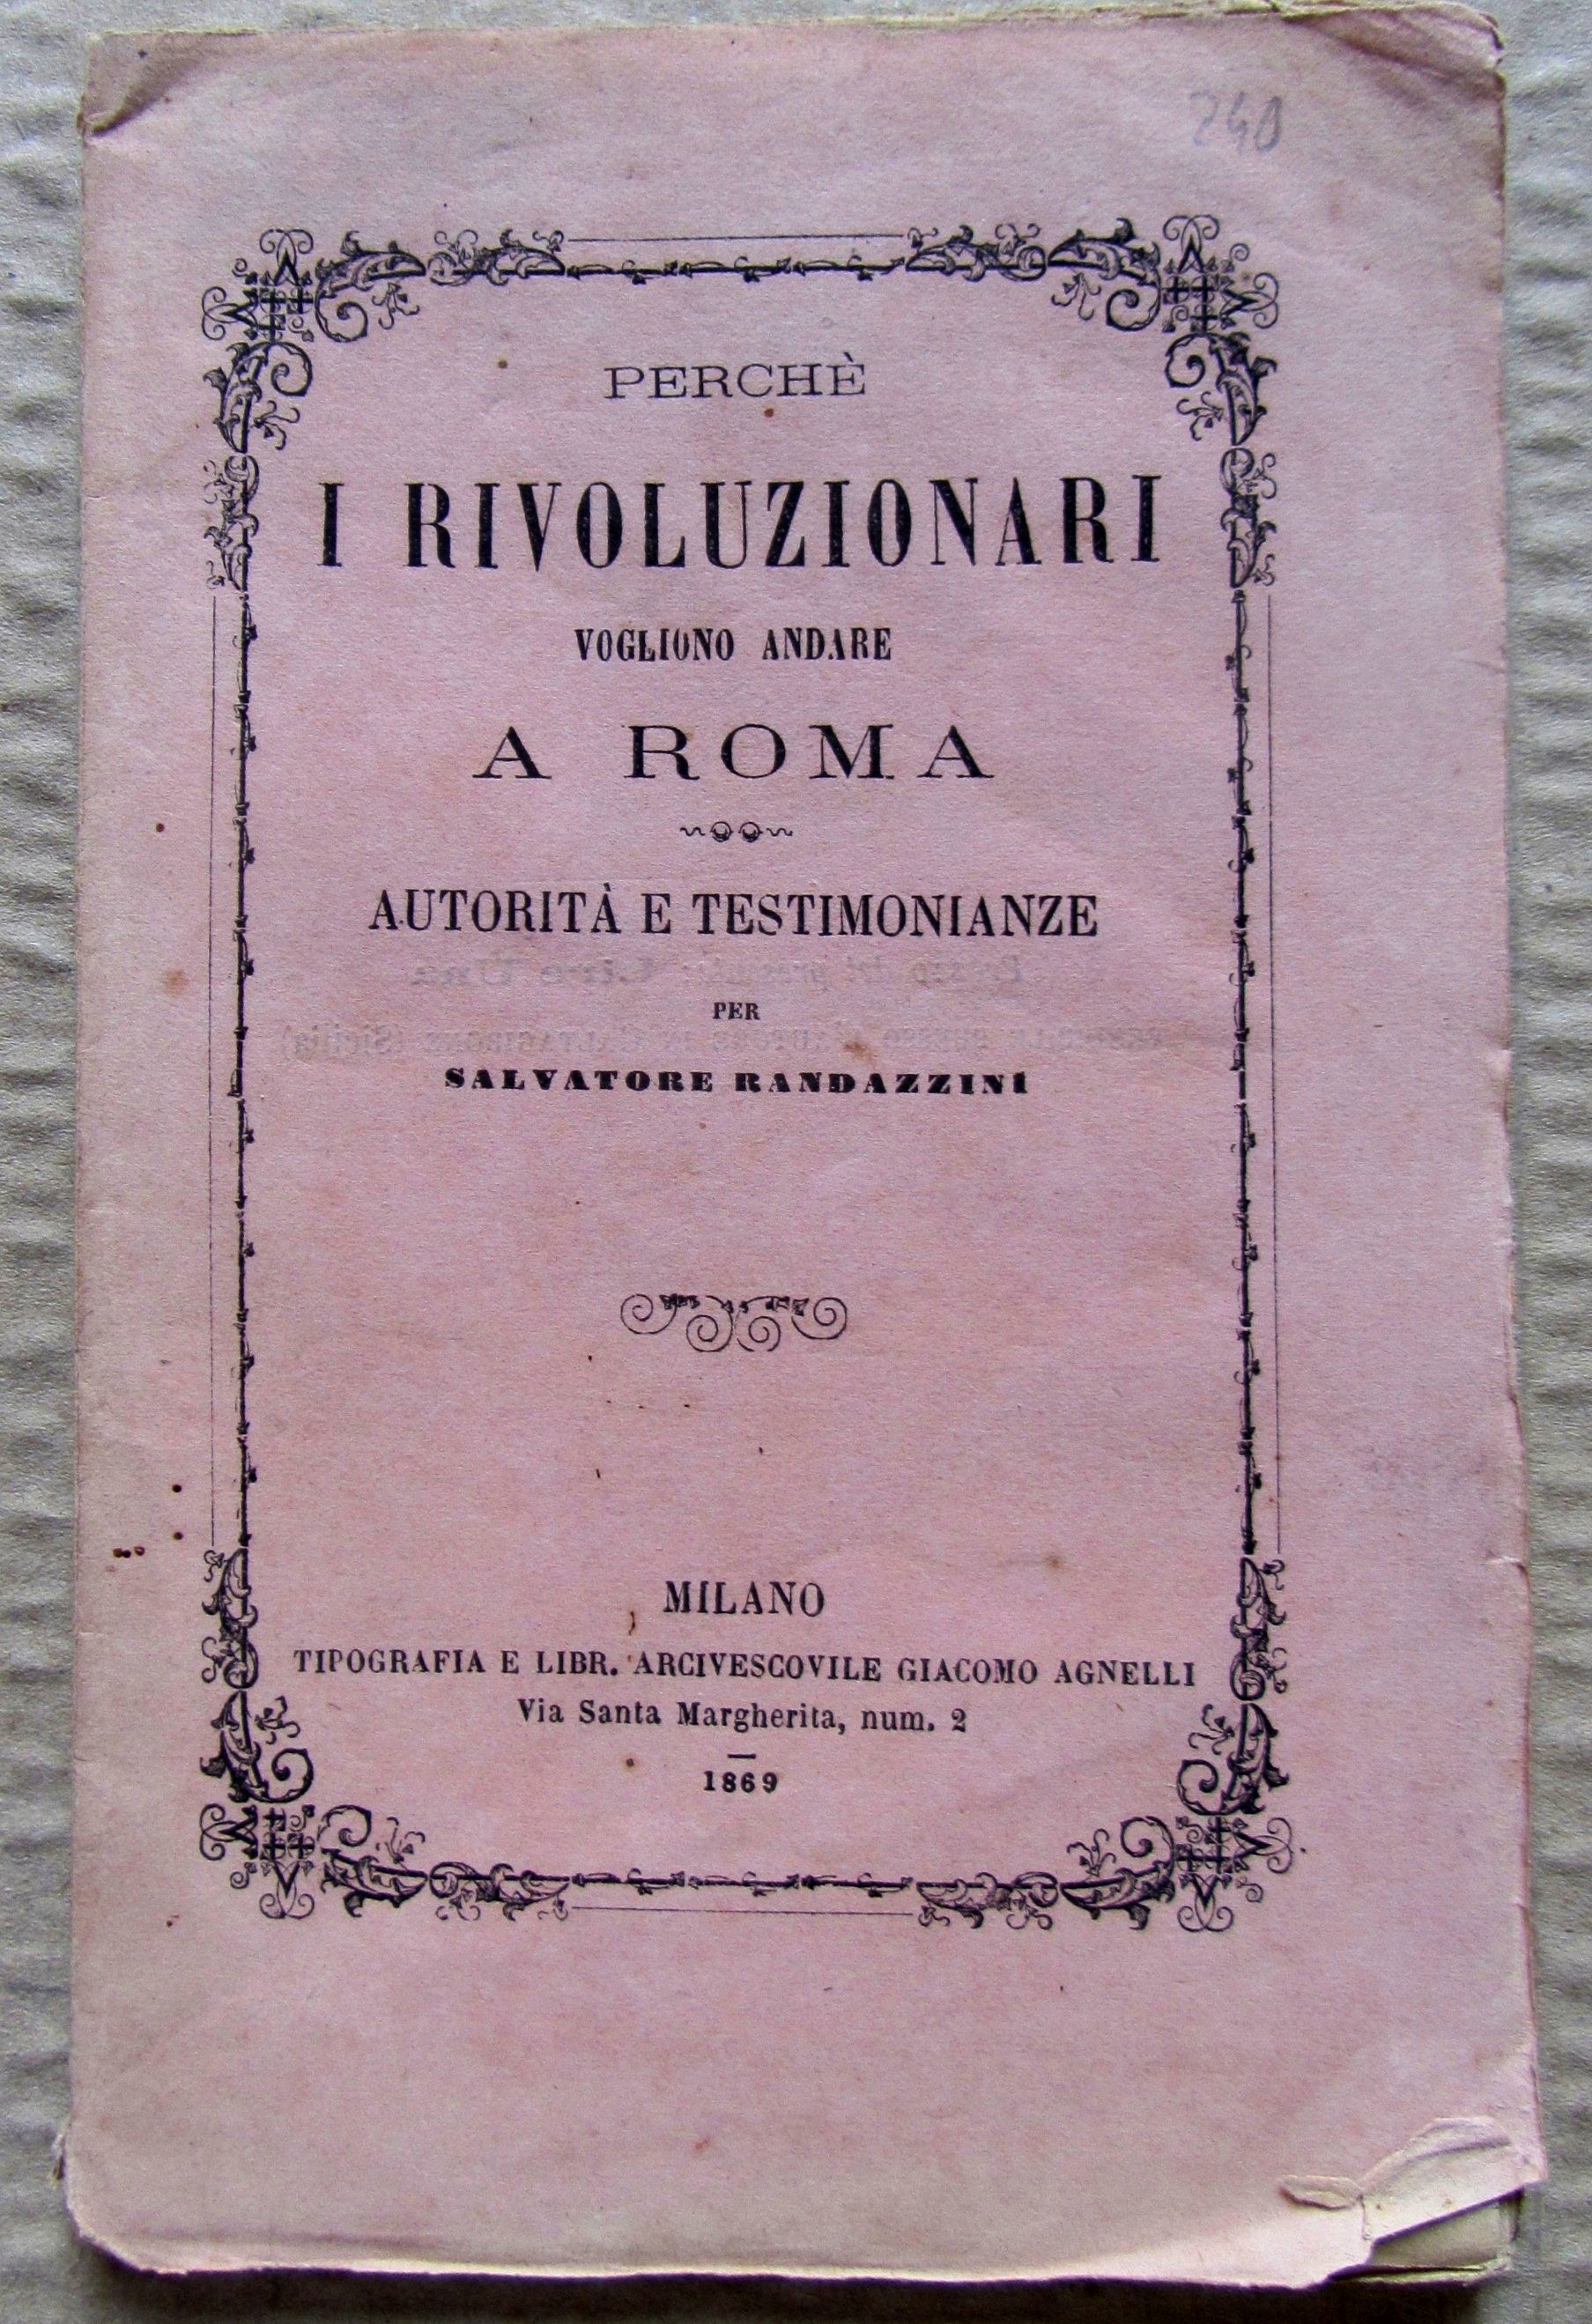 240
PERCHÈ
I RIVOLUZIONARI
VOGLIONO ANDARE
A ROMA
AUTORITÀ E TESTIMONIANZE
PER
SALVATORE RANDAZZINI
MILANO
TIPOGRAFIA E LIBR. ARCIVESCOVILE GIACOMO AGNELLI
Via Santa Margherita, num. 2
1869